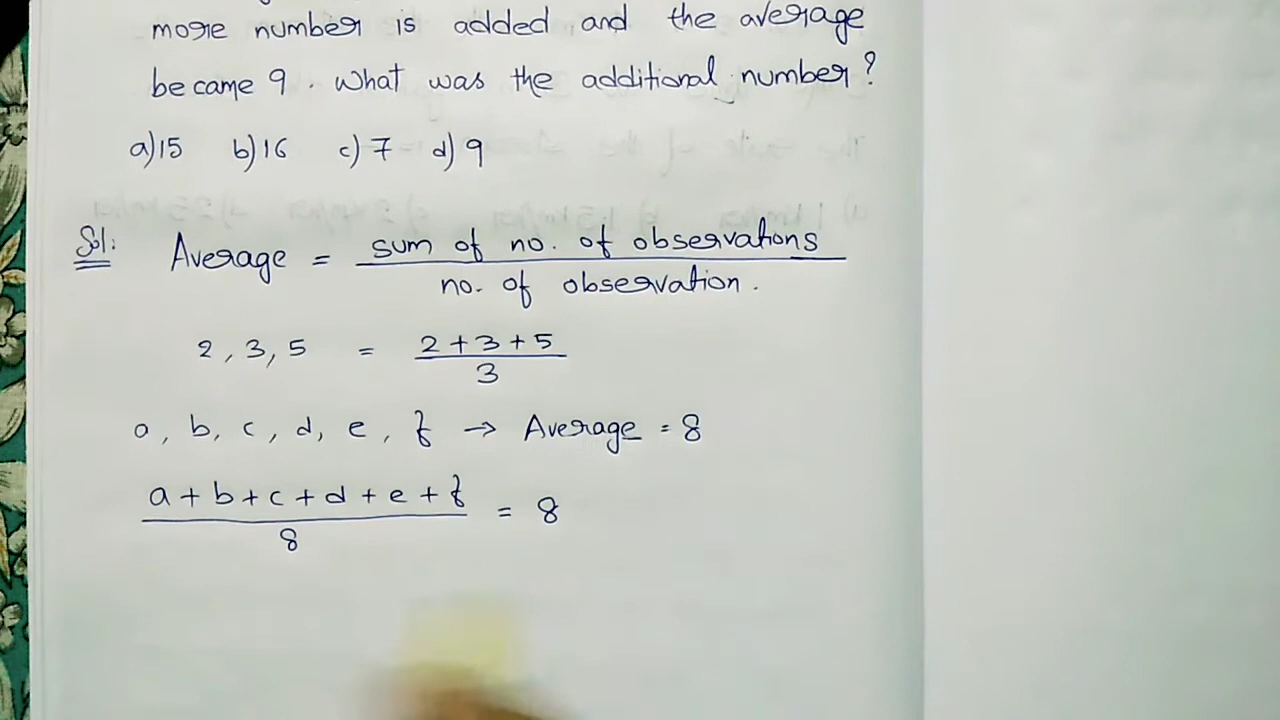 more number is added and the average
became 9. What was the additional number?
a) 15 b) 16 c) 7 d) 9
Sol: Average = sum of no. of observations
no. of observation.
2, 3, 5 = 2+3+5
3
a, b, c, d, e, f → Average = 8
a+b+c+d+e+f = 8
8